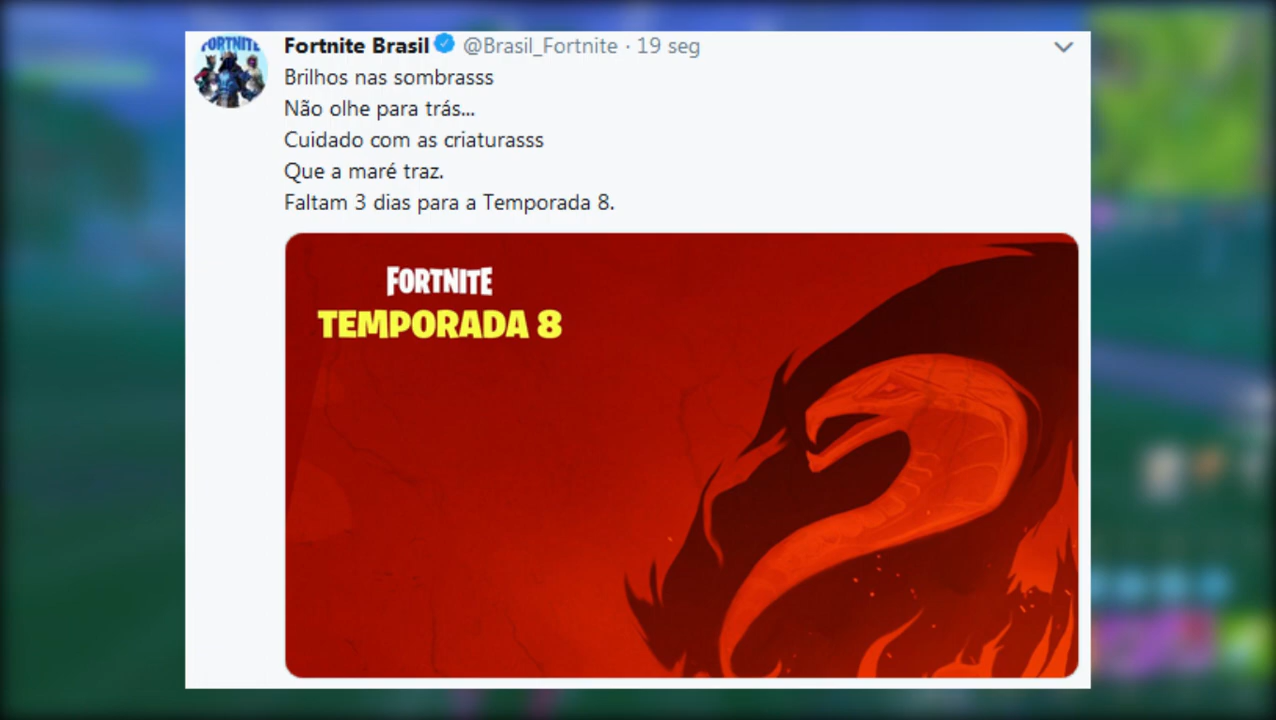 FORTNITE
Fortnite Brasil @Brasil_Fortnite · 19 seg
Brilhos nas sombrasss
Não olhe para trás...
Cuidado com as criaturasss
Que a maré traz.
Faltam 3 dias para a Temporada 8.
FORTNITE
TEMPORADA 8